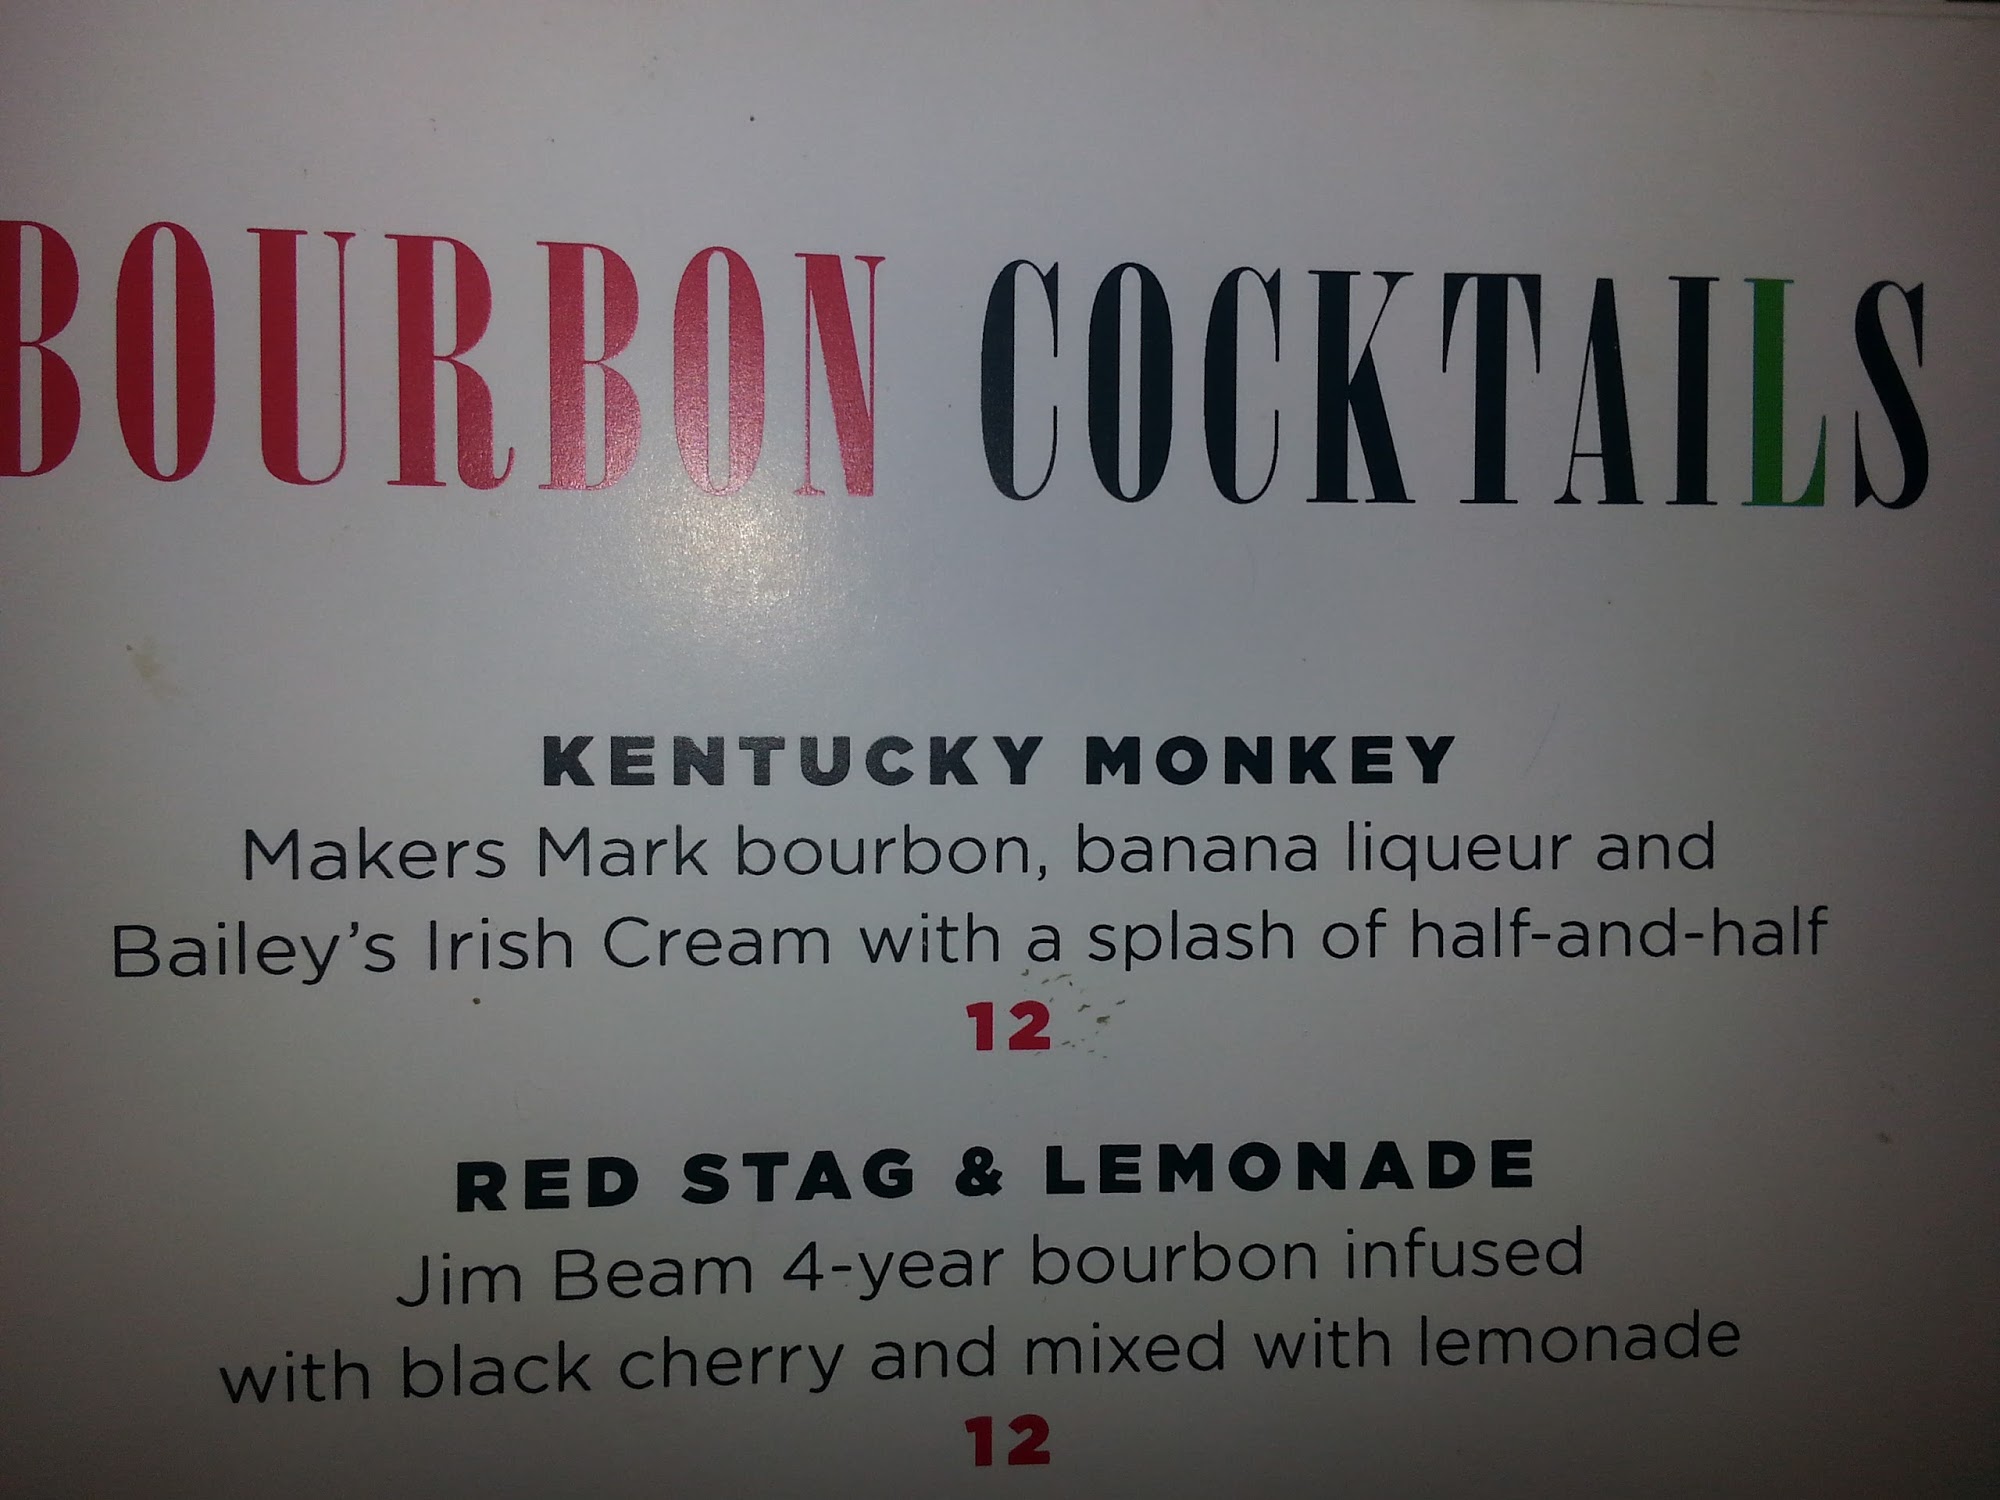 BOURBON COCKTAILS
KENTUCKY MONKEY
Makers Mark bourbon, banana liqueur and
Bailey's Irish Cream with a splash of half-and-half
12
RED STAG & LEMONADE
Jim Beam 4-year bourbon infused
with black cherry and mixed with lemonade
12